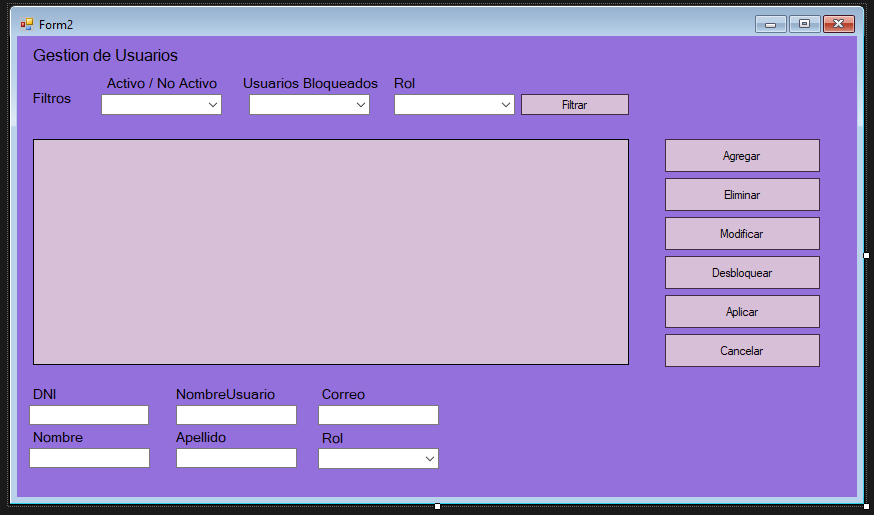 Form2
Gestion de Usuarios
Filtros
Activo / No Activo
Usuarios Bloqueados
Rol
Filtrar
Agregar
Eliminar
Modificar
Desbloquear
Aplicar
Cancelar
DNI
NombreUsuario
Correo
Nombre
Apellido
Rol